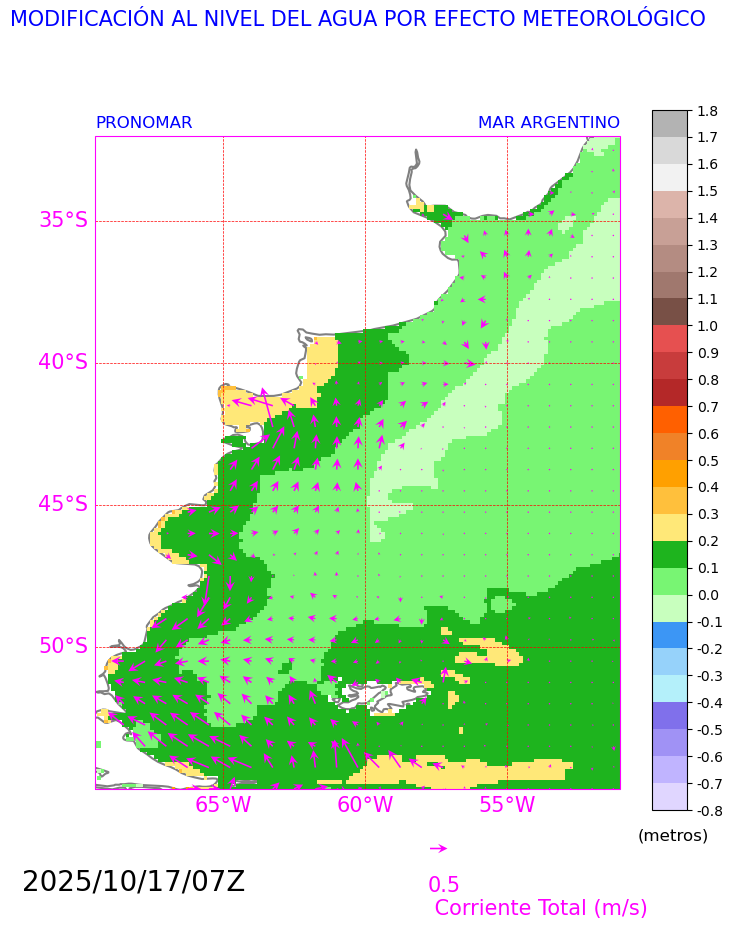 MODIFICACIÓN AL NIVEL DEL AGUA POR EFECTO METEOROLÓGICO
PRONOMAR
MAR ARGENTINO
35°S
40°S
45°S
50°S
65°W
60°W
55°W
1.8
1.7
1.6
1.5
1.4
1.3
1.2
1.1
1.0
0.9
0.8
0.7
0.6
0.5
0.4
0.3
0.2
0.1
0.0
-0.1
-0.2
-0.3
-0.4
-0.5
-0.6
-0.7
-0.8
(metros)
2025/10/17/07Z
0.5
Corriente Total (m/s)